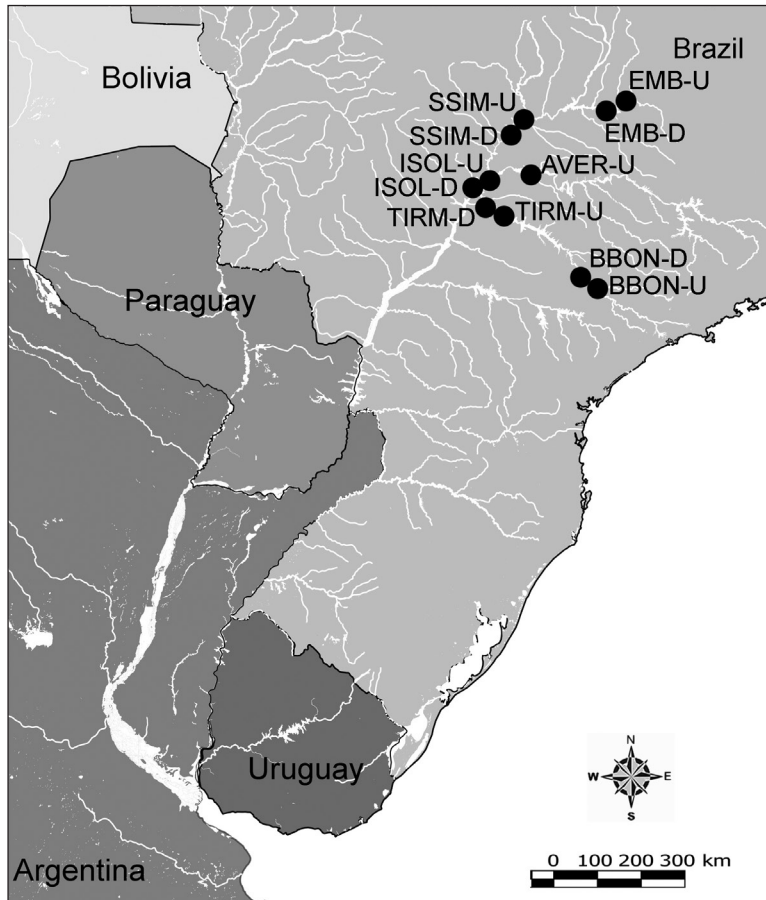 Brazil
Bolivia
EMB-U
SSIM-U
EMB-D
SSIM-D
ISOL-U
AVER-U
ISOL-D
TIRM-D
TIRM-U
BBON-D
BBON-U
Paraguay
N
W
E
S
Uruguay
0 100 200 300 km
Argentina